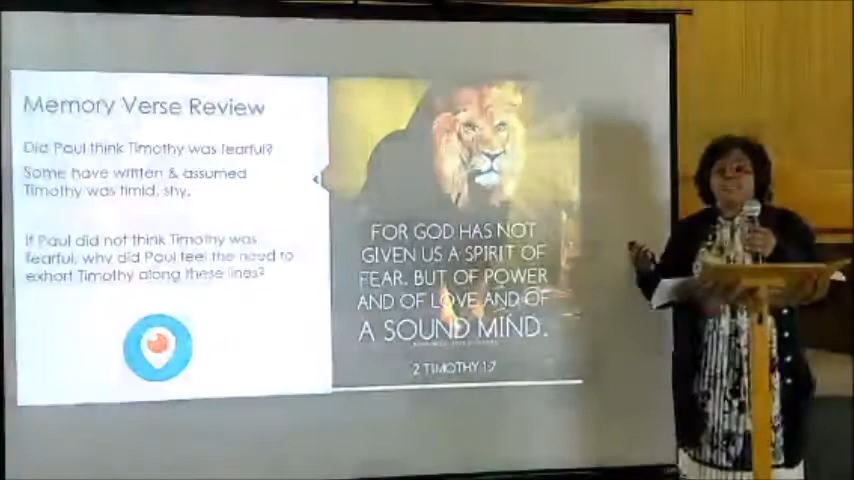 Memory Verse Review
Did Paul think Timothy was fearful?
Some have written & assumed
Timothy was timid, shy.
If Paul did not think Timothy was
fearful, why did Paul feel the need to
exhort Timothy along these lines?
FOR GOD HAS NOT
GIVEN US A SPIRIT OF
FEAR, BUT OF POWER
AND OF LOVE AND OF
A SOUND MIND.
2 TIMOTHY 1:7